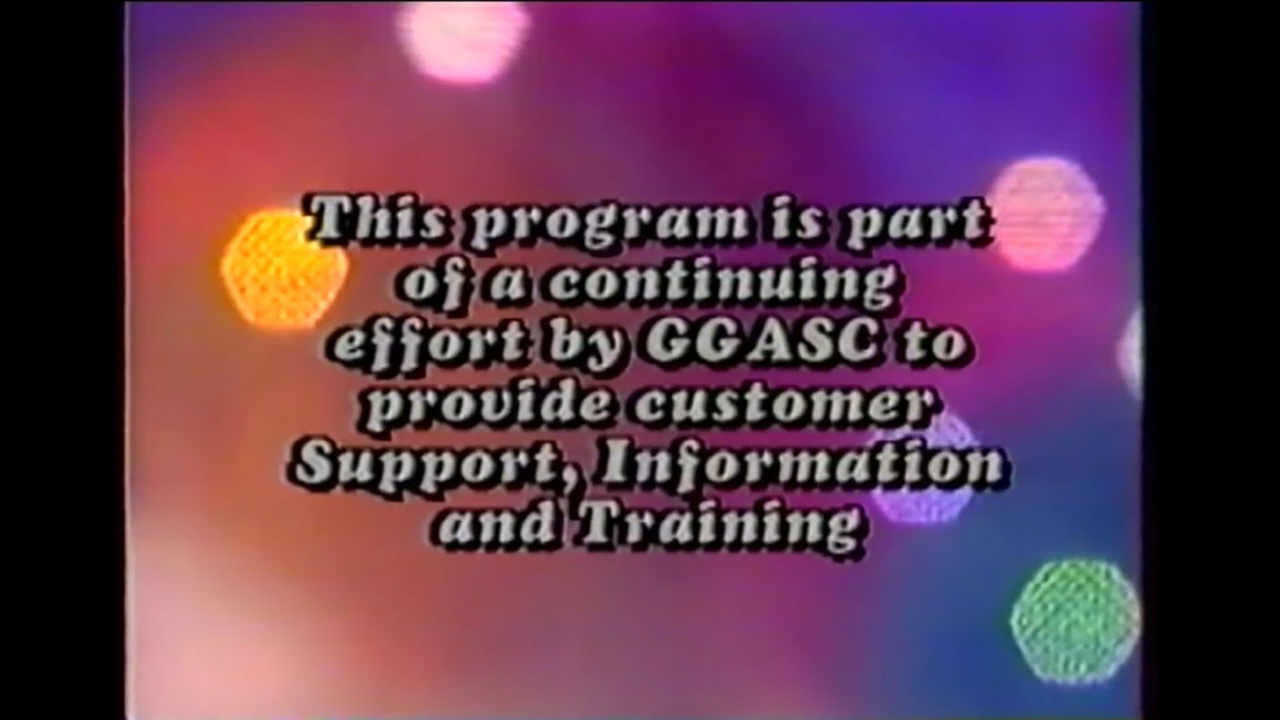 This program is part
of a continuing
effort by GGASC to
provide customer
Support, Information
and Training